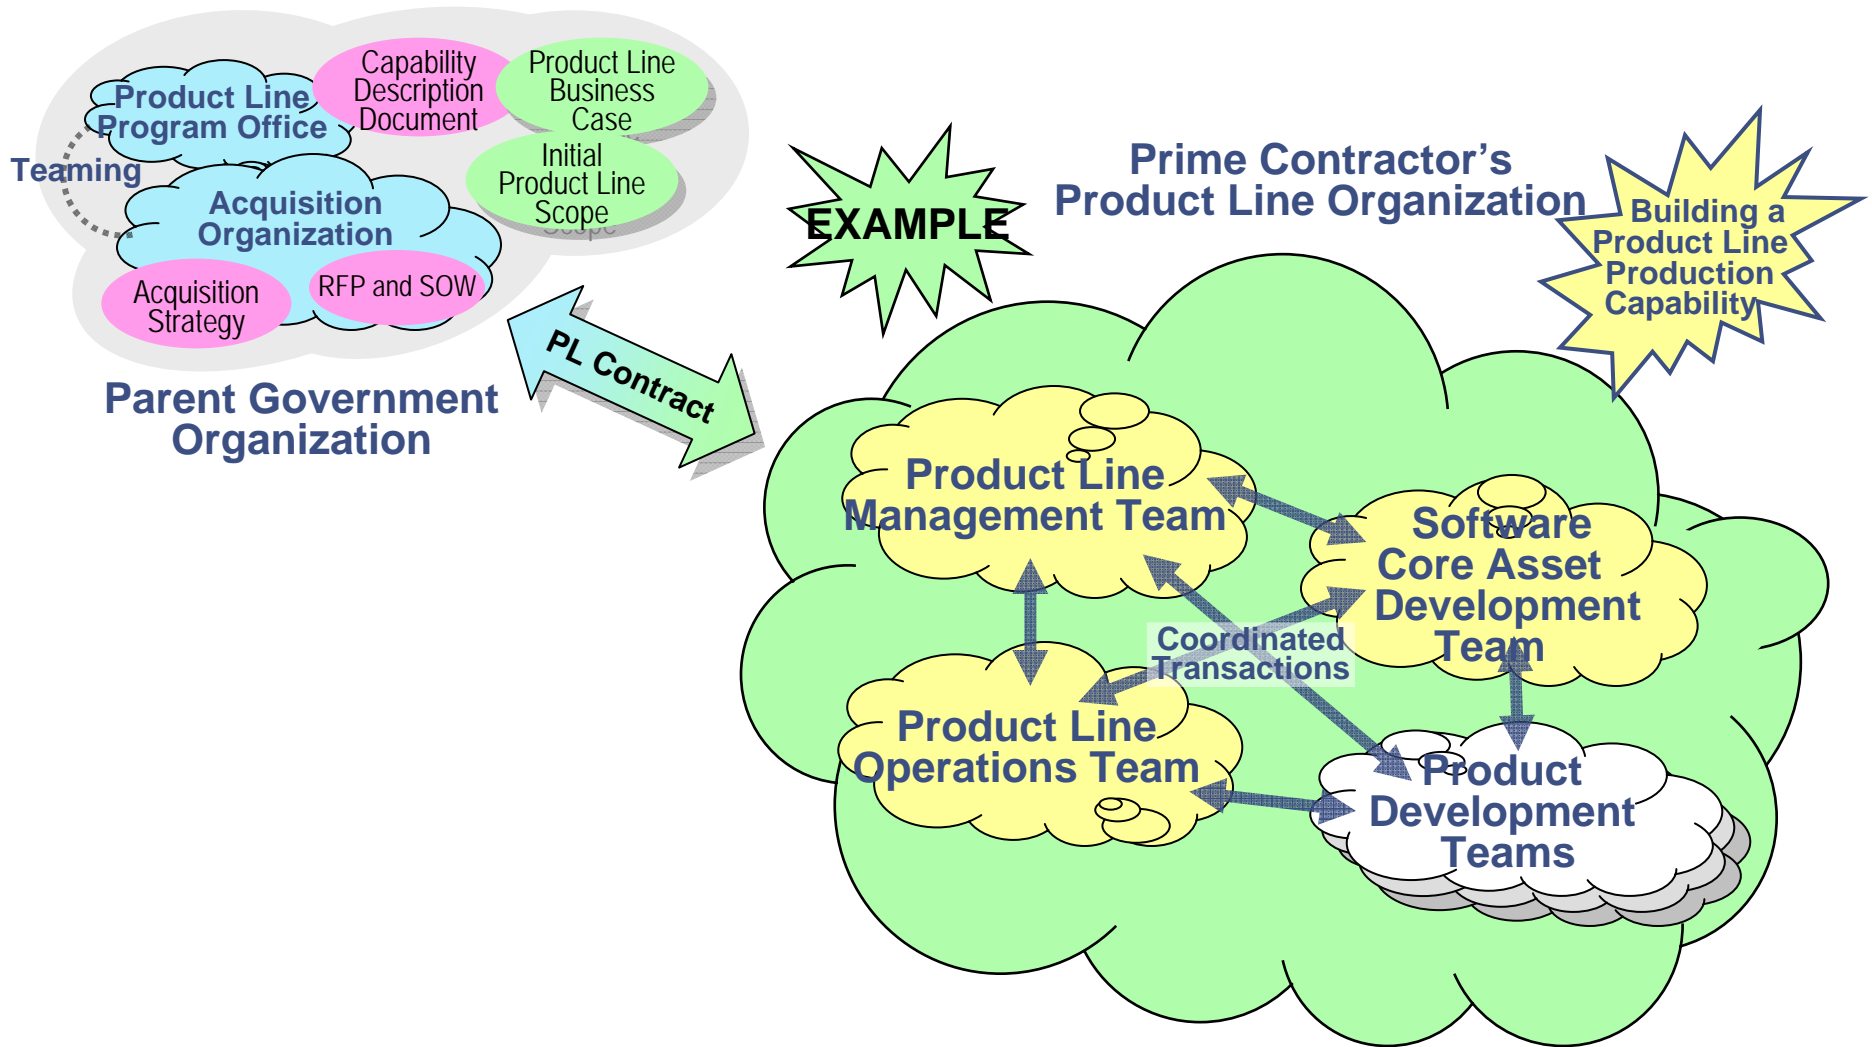 Capability
Description
Document
Product Line
Business
Case
Product Line
Program Office
Teaming
Initial
Product Line
Scope
Scope
Acquisition
Organization
Acquisition
Strategy
RFP and SOW
Parent Government
Organization
PL Contract
EXAMPLE
Prime Contractor’s
Product Line Organization
Building a
Product Line
Production
Capability
Product Line
Management Team
Software
Core Asset
Development
Team
Coordinated
Transactions
Product Line
Operations Team
Product
Development
Teams